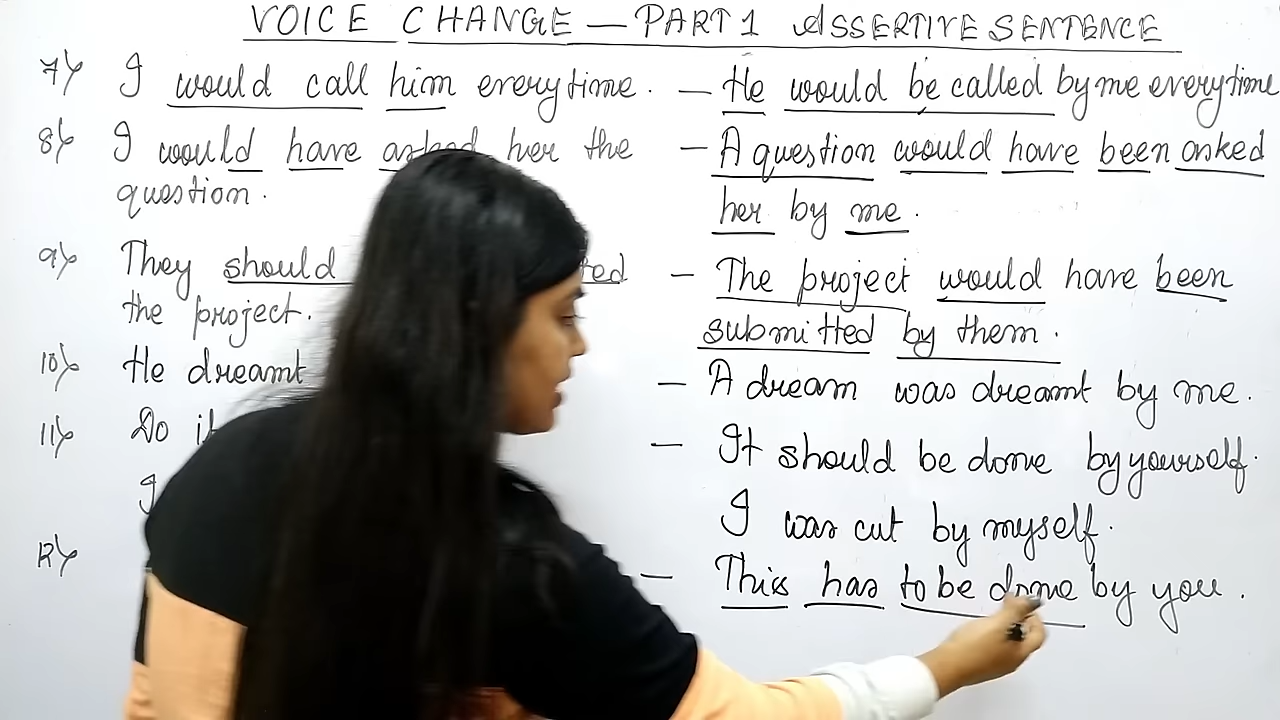 VOICE CHANGE — PART 1 ASSERTIVE SENTENCE
7) I would call him everytime. — He would be called by me everytime
8) I would have asked her the — A question would have been asked
question. her by me.
9) They should — The project would have been
the project. submitted by them.
10) He dreamt — A dream was dreamt by me.
11) Do it — It should be done by yourself.
I I was cut by myself.
12) — This has to be done by you.